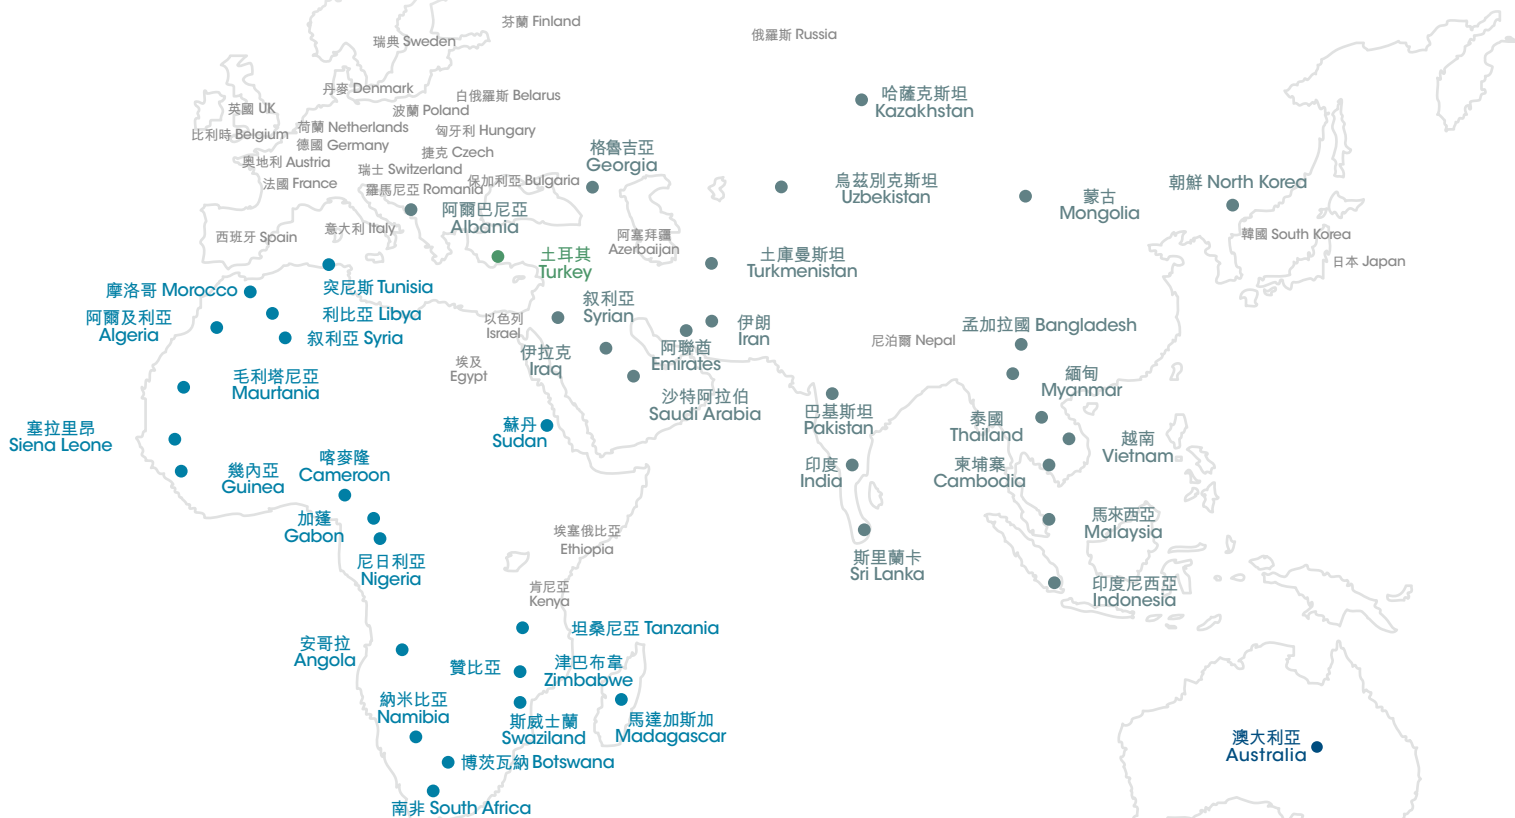 芬蘭 Finland
瑞典 Sweden
俄羅斯 Russia
丹麥 Denmark
白俄羅斯 Belarus
英國 UK
波蘭 Poland
哈薩克斯坦
Kazakhstan
比利時 Belgium
荷蘭 Netherlands
匈牙利 Hungary
德國 Germany
捷克 Czech
奧地利 Austria
瑞士 Switzerland
格魯吉亞
Georgia
法國 France
羅馬尼亞 Romania
保加利亞 Bulgaria
烏茲別克斯坦
Uzbekistan
蒙古
Mongolia
朝鮮 North Korea
阿爾巴尼亞
Albania
西班牙 Spain
意大利 Italy
阿塞拜疆
Azerbaijan
韓國 South Korea
日本 Japan
土耳其
Turkey
土庫曼斯坦
Turkmenistan
摩洛哥 Morocco
突尼斯 Tunisia
叙利亞
Syrian
阿爾及利亞
Algeria
利比亞 Libya
叙利亞 Syria
以色列
Israel
伊朗
Iran
尼泊爾 Nepal
孟加拉國 Bangladesh
伊拉克
Iraq
阿聯酋
Emirates
埃及
Egypt
毛利塔尼亞
Maurtania
沙特阿拉伯
Saudi Arabia
巴基斯坦
Pakistan
緬甸
Myanmar
泰國
Thailand
塞拉里昂
Siena Leone
蘇丹
Sudan
越南
Vietnam
幾內亞
Guinea
喀麥隆
Cameroon
印度
India
柬埔寨
Cambodia
加蓬
Gabon
埃塞俄比亞
Ethiopia
馬來西亞
Malaysia
尼日利亞
Nigeria
斯里蘭卡
Sri Lanka
肯尼亞
Kenya
印度尼西亞
Indonesia
坦桑尼亞 Tanzania
安哥拉
Angola
贊比亞
津巴布韋
Zimbabwe
納米比亞
Namibia
斯威士蘭
Swaziland
馬達加斯加
Madagascar
澳大利亞
Australia
博茨瓦納 Botswana
南非 South Africa